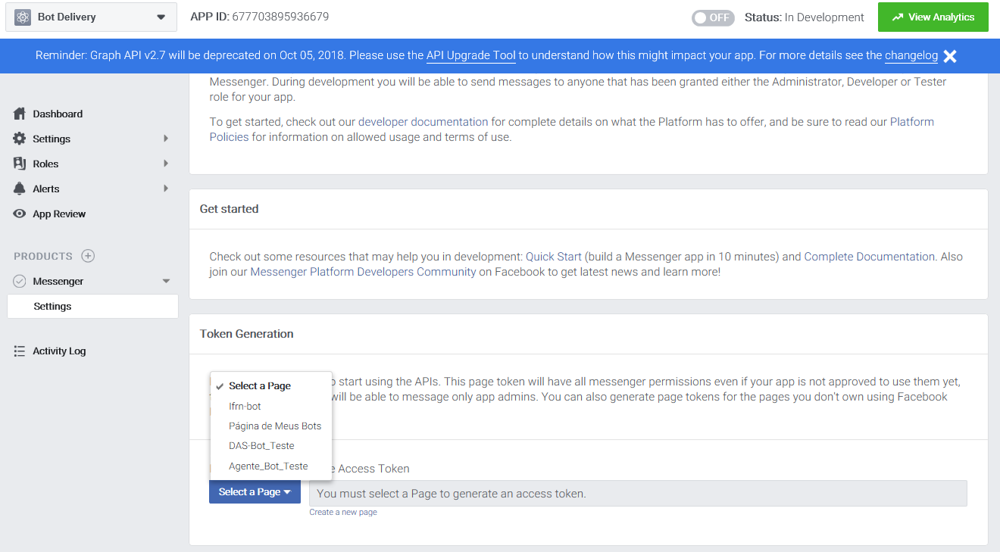 Bot Delivery
APP ID: 677703895936679
OFF
Status: In Development
View Analytics
Reminder: Graph API v2.7 will be deprecated on Oct 05, 2018. Please use the API Upgrade Tool to understand how this might impact your app. For more details see the changelog
Dashboard
Settings
Roles
Alerts
App Review
PRODUCTS
Messenger
Settings
Activity Log
Messenger. During development you will be able to send messages to anyone that has been granted either the Administrator, Developer or Tester
role for your app.
To get started, check out our developer documentation for complete details on what the Platform has to offer, and be sure to read our Platform
Policies for information on allowed usage and terms of use.
Get started
Check out some resources that may help you in development: Quick Start (build a Messenger app in 10 minutes) and Complete Documentation. Also
join our Messenger Platform Developers Community on Facebook to get latest news and learn more!
Token Generation
start using the APIs. This page token will have all messenger permissions even if your app is not approved to use them yet,
will be able to message only app admins. You can also generate page tokens for the pages you don't own using Facebook
Select a Page
Ifrn-bot
Página de Meus Bots
DAS-Bot_Teste
Agente_Bot_Teste
Access Token
Select a Page
You must select a Page to generate an access token.
Create a new page